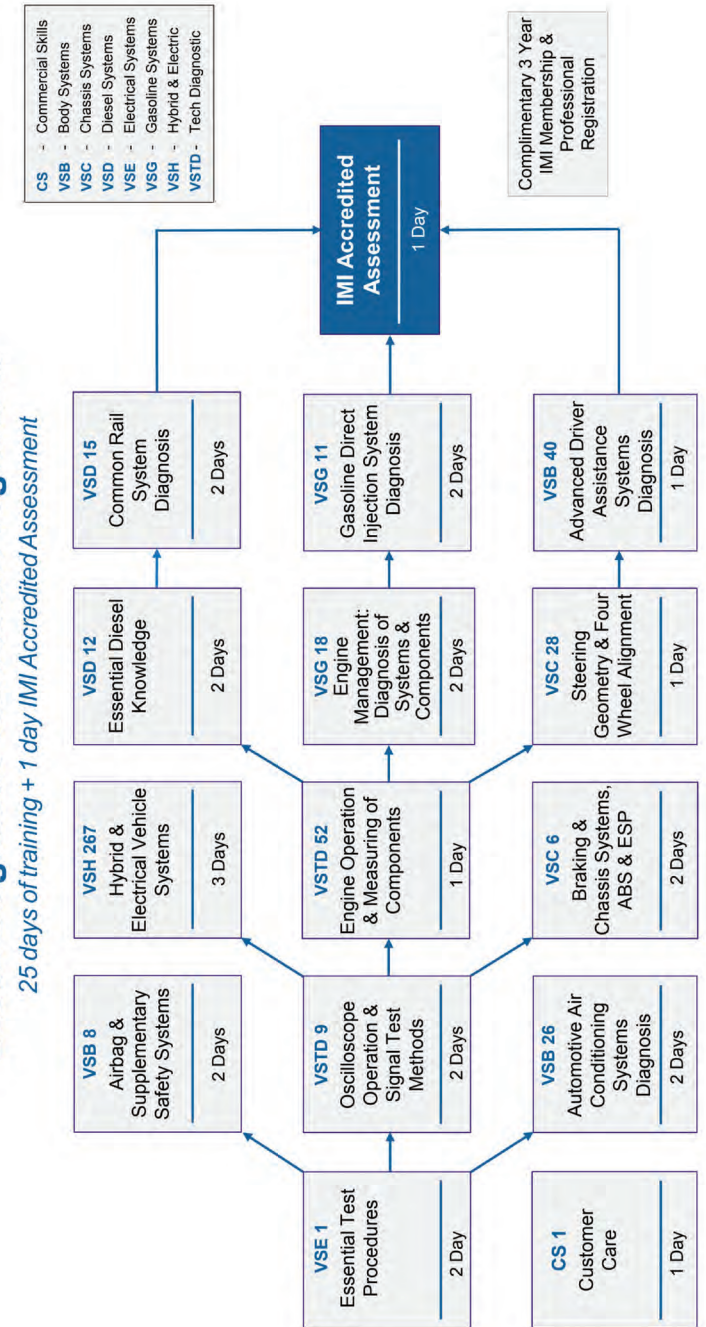 25 days of training + 1 day IMI Accredited Assessment
CS - Commercial Skills
VSB - Body Systems
VSC - Chassis Systems
VSD - Diesel Systems
VSE - Electrical Systems
VSG - Gasoline Systems
VSH - Hybrid & Electric
VSTD - Tech Diagnostic
VSE 1
Essential Test
Procedures
2 Day
CS 1
Customer
Care
1 Day
VSB 8
Airbag &
Supplementary
Safety Systems
2 Days
VSTD 9
Oscilloscope
Operation &
Signal Test
Methods
2 Days
VSB 26
Automotive Air
Conditioning
Systems
Diagnosis
2 Days
VSH 267
Hybrid &
Electrical Vehicle
Systems
3 Days
VSTD 52
Engine Operation
& Measuring of
Components
1 Day
VSC 6
Braking &
Chassis Systems,
ABS & ESP
2 Days
VSD 12
Essential Diesel
Knowledge
2 Days
VSG 18
Engine
Management:
Diagnosis of
Systems &
Components
2 Days
VSC 28
Steering
Geometry & Four
Wheel Alignment
1 Day
VSD 15
Common Rail
System
Diagnosis
2 Days
VSG 11
Gasoline Direct
Injection System
Diagnosis
2 Days
VSB 40
Advanced Driver
Assistance
Systems
Diagnosis
1 Day
IMI Accredited
Assessment
1 Day
Complimentary 3 Year
IMI Membership &
Professional
Registration